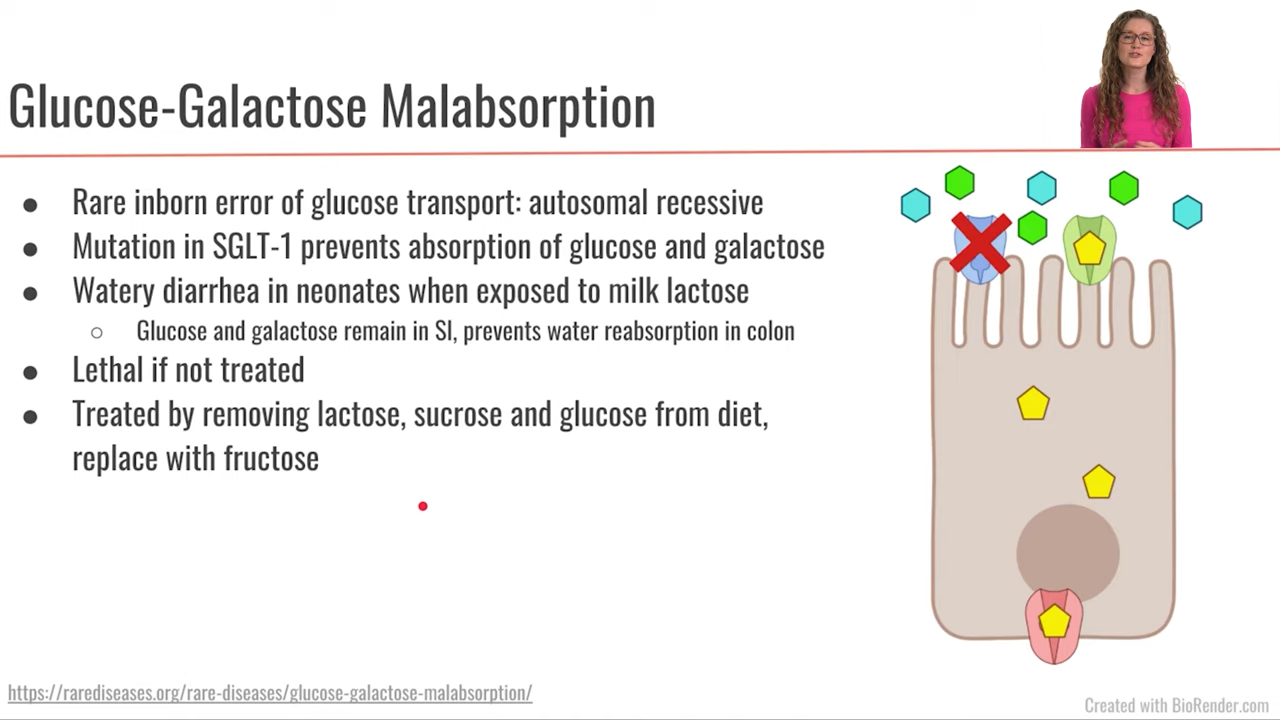 Glucose-Galactose Malabsorption
● Rare inborn error of glucose transport: autosomal recessive
● Mutation in SGLT-1 prevents absorption of glucose and galactose
● Watery diarrhea in neonates when exposed to milk lactose
○ Glucose and galactose remain in SI, prevents water reabsorption in colon
● Lethal if not treated
● Treated by removing lactose, sucrose and glucose from diet,
replace with fructose
https://rarediseases.org/rare-diseases/glucose-galactose-malabsorption/
Created with BioRender.com